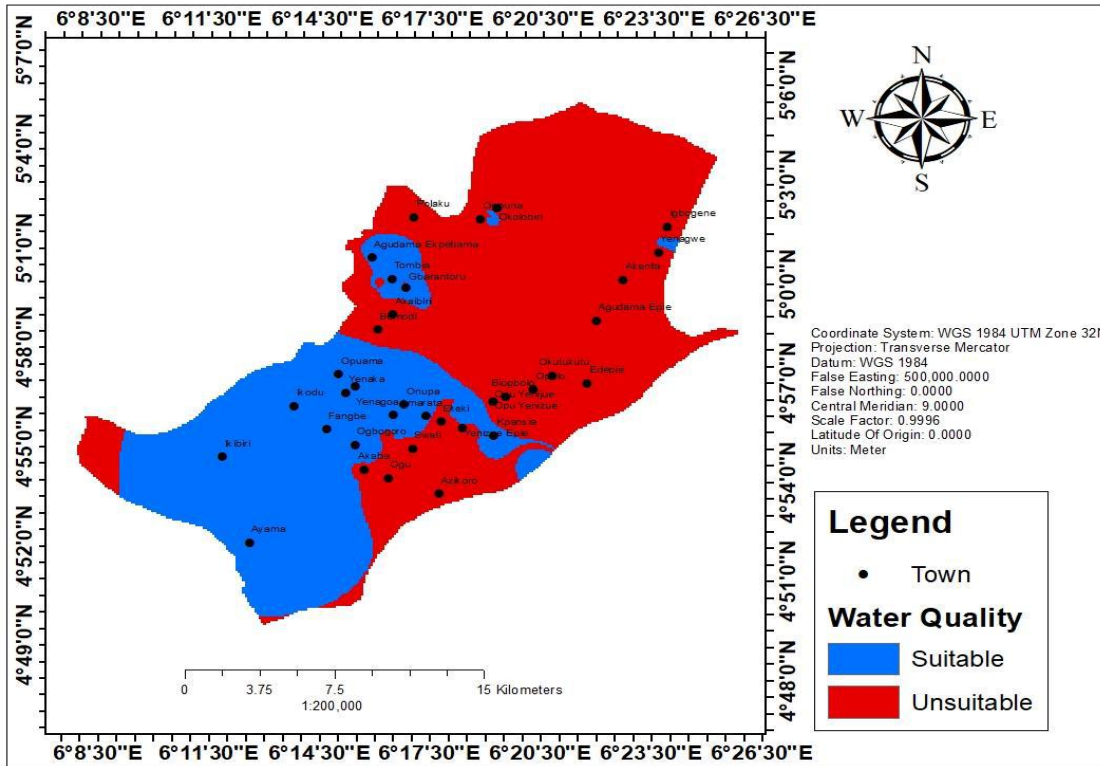 6°8'30"E 6°11'30"E 6°14'30"E 6°17'30"E 6°20'30"E 6°23'30"E 6°26'30"E
5°7'0"N
5°4'0"N
5°1'0"N
4°58'0"N
4°55'0"N
4°52'0"N
4°49'0"N
5°6'0"N
5°3'0"N
5°0'0"N
4°57'0"N
4°54'0"N
4°51'0"N
4°48'0"N
Okolobiri
Igbogene
Yenagwe
Agudama Expetiama
Tombia
Gbarantoru
Akenfa
Akaibiri
Agudama Epie
Opuama
Yenaka
Okutukutu
Ikodu
Onupa
Biogbolo
Edepie
Yenagoa
Opu Yenizue
Fangbe
Ekeki
Kpansia
Ogbogoro
Swali
Yenizue Epie
Ikibiri
Akaba
Ogu
Azikoro
Ayama
0 3.75 7.5 15 Kilometers
1:200,000
6°8'30"E 6°11'30"E 6°14'30"E 6°17'30"E 6°20'30"E 6°23'30"E 6°26'30"E
N
W E
S
Coordinate System: WGS 1984 UTM Zone 32N
Projection: Transverse Mercator
Datum: WGS 1984
False Easting: 500,000.0000
False Northing: 0.0000
Central Meridian: 9.0000
Scale Factor: 0.9996
Latitude Of Origin: 0.0000
Units: Meter
Legend
Town
Water Quality
Suitable
Unsuitable